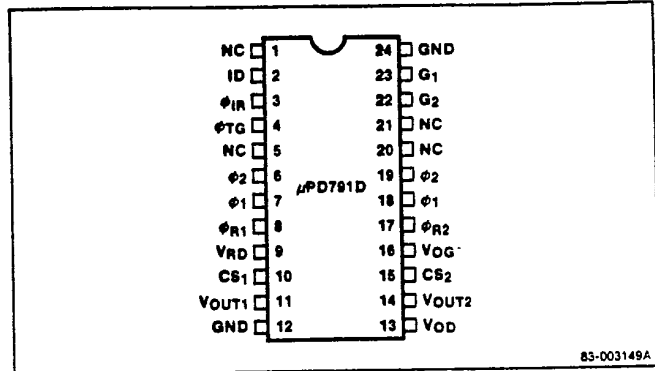 NC 1 24 GND
ID 2 23 G1
ϕIR 3 22 G2
ϕTG 4 21 NC
NC 5 20 NC
ϕ2 6 19 ϕ2
μPD791D
ϕ1 7 18 ϕ1
ϕR1 8 17 ϕR2
VRD 9 16 VOG
CS1 10 15 CS2
VOUT1 11 14 VOUT2
GND 12 13 VOD
83-003149A